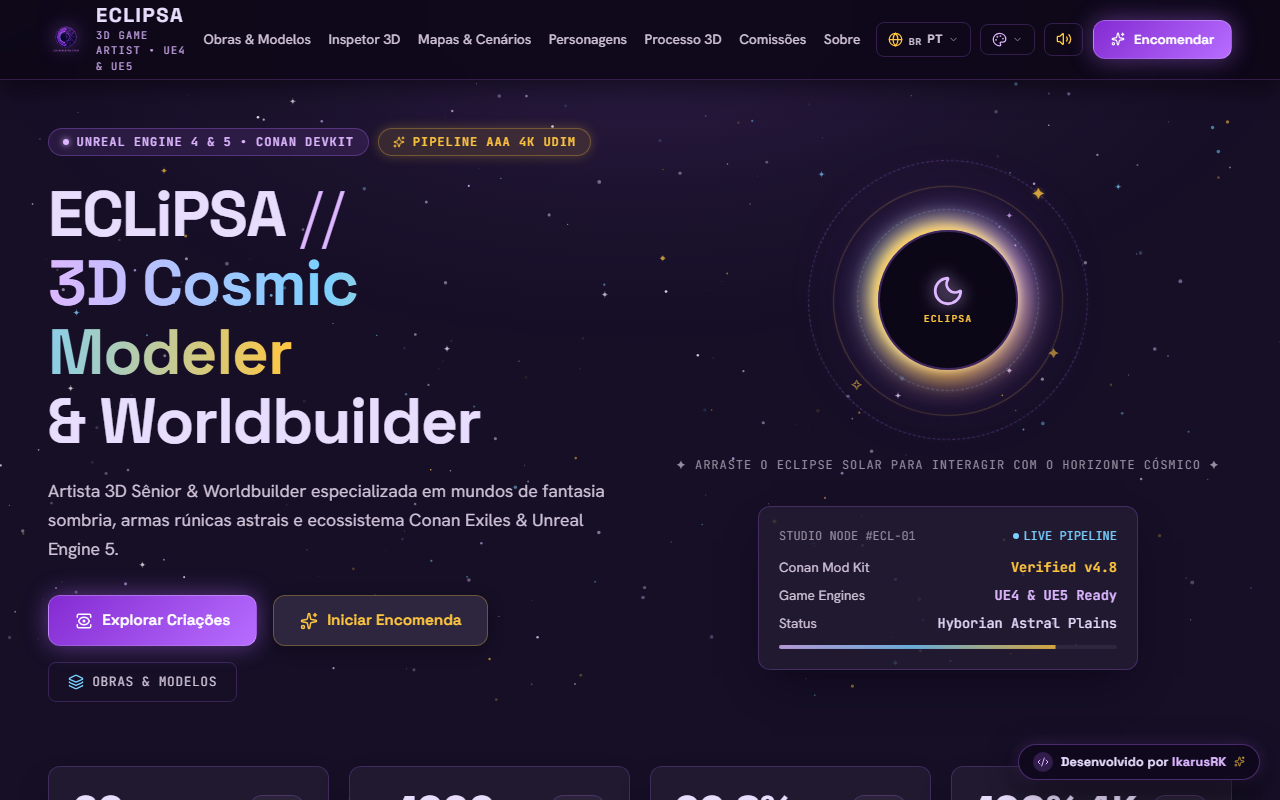 ECLIPSA
3D GAME
ARTIST • UE4
& UE5
Obras & Modelos
Inspetor 3D
Mapas & Cenários
Personagens
Processo 3D
Comissões
Sobre
BR PT
Encomendar
UNREAL ENGINE 4 & 5 • CONAN DEVKIT
PIPELINE AAA 4K UDIM
ECLiPSA //
3D Cosmic
Modeler
& Worldbuilder
Artista 3D Sênior & Worldbuilder especializada em mundos de fantasia
sombria, armas rúnicas astrais e ecossistema Conan Exiles & Unreal
Engine 5.
Explorar Criações
Iniciar Encomenda
OBRAS & MODELOS
ECLIPSA
✦ ARRASTE O ECLIPSE SOLAR PARA INTERAGIR COM O HORIZONTE CÓSMICO ✦
STUDIO NODE #ECL-01
LIVE PIPELINE
Conan Mod Kit
Verified v4.8
Game Engines
UE4 & UE5 Ready
Status
Hyborian Astral Plains
Desenvolvido por IkarusRK